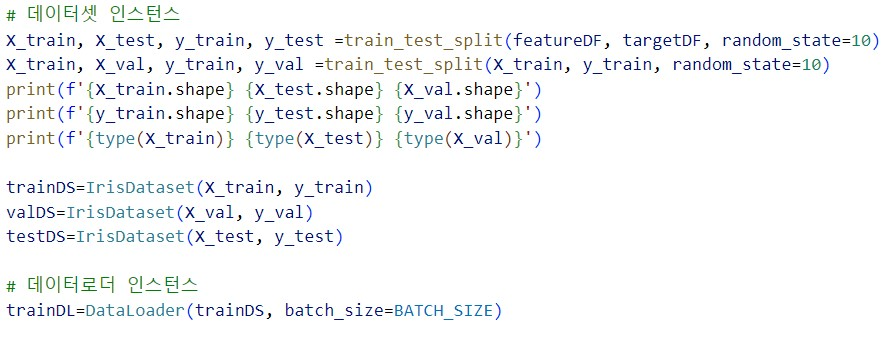 # 데이터셋 인스턴스
X_train, X_test, y_train, y_test =train_test_split(featureDF, targetDF, random_state=10)
X_train, X_val, y_train, y_val =train_test_split(X_train, y_train, random_state=10)
print(f'{X_train.shape} {X_test.shape} {X_val.shape}')
print(f'{y_train.shape} {y_test.shape} {y_val.shape}')
print(f'{type(X_train)} {type(X_test)} {type(X_val)}')
trainDS=IrisDataset(X_train, y_train)
valDS=IrisDataset(X_val, y_val)
testDS=IrisDataset(X_test, y_test)
# 데이터로더 인스턴스
trainDL=DataLoader(trainDS, batch_size=BATCH_SIZE)